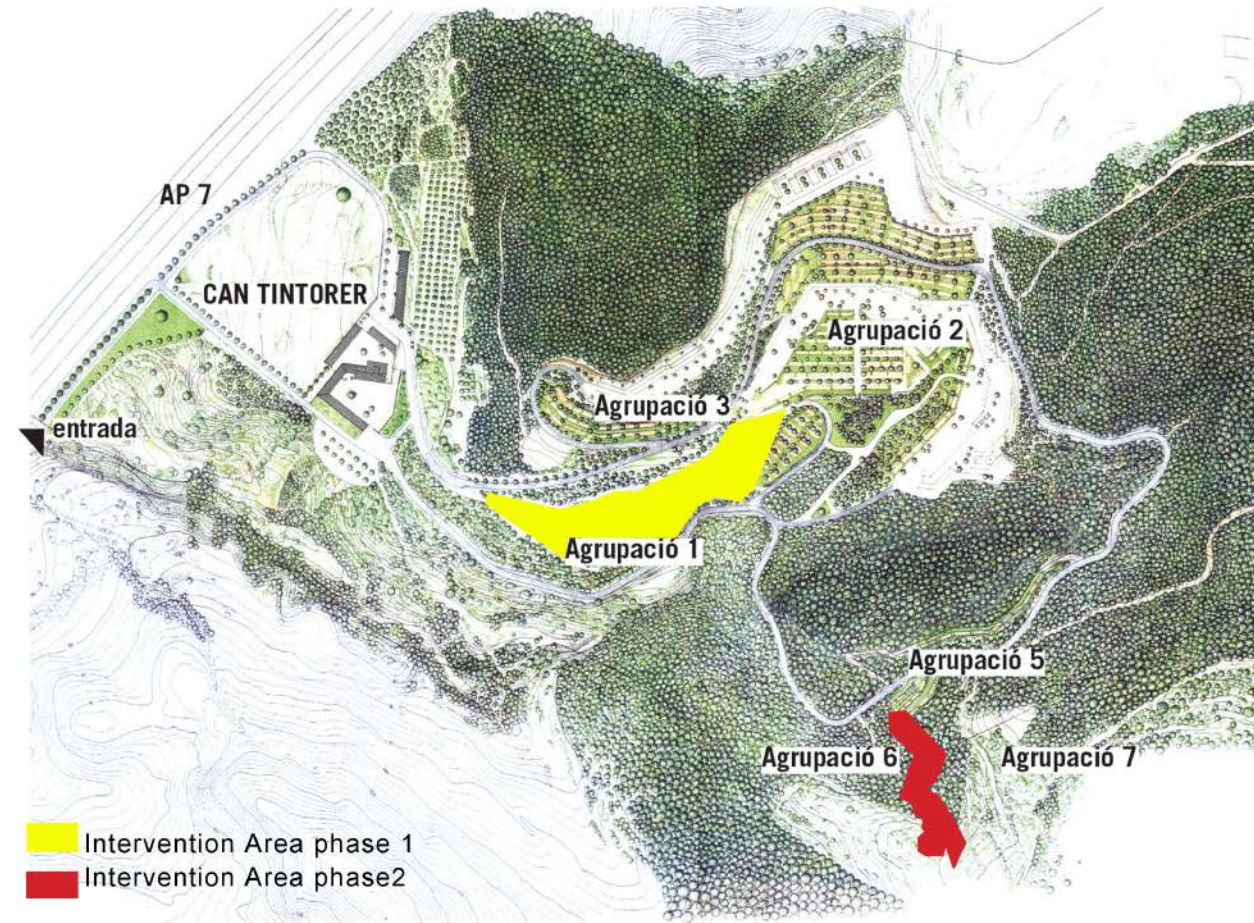 AP 7
CAN TINTORER
Agrupació 2
Agrupació 3
entrada
Agrupació 1
Agrupació 5
Agrupació 6
Agrupació 7
Intervention Area phase 1
Intervention Area phase2